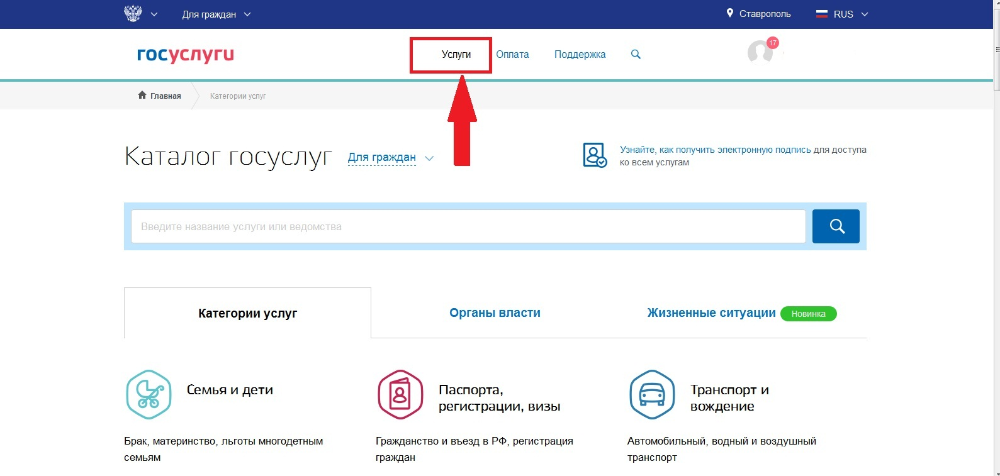 Для граждан
Ставрополь
RUS
госуслуги
Услуги
Оплата
Поддержка
17
Главная
Категории услуг
Каталог госуслуг
Для граждан
Узнайте, как получить электронную подпись для доступа
ко всем услугам
Введите название услуги или ведомства
Категории услуг
Органы власти
Жизненные ситуации
Новинка
Семья и дети
Брак, материнство, льготы многодетным
семьям
Паспорта,
регистрации, визы
Гражданство и въезд в РФ, регистрация
граждан
Транспорт и
вождение
Автомобильный, водный и воздушный
транспорт